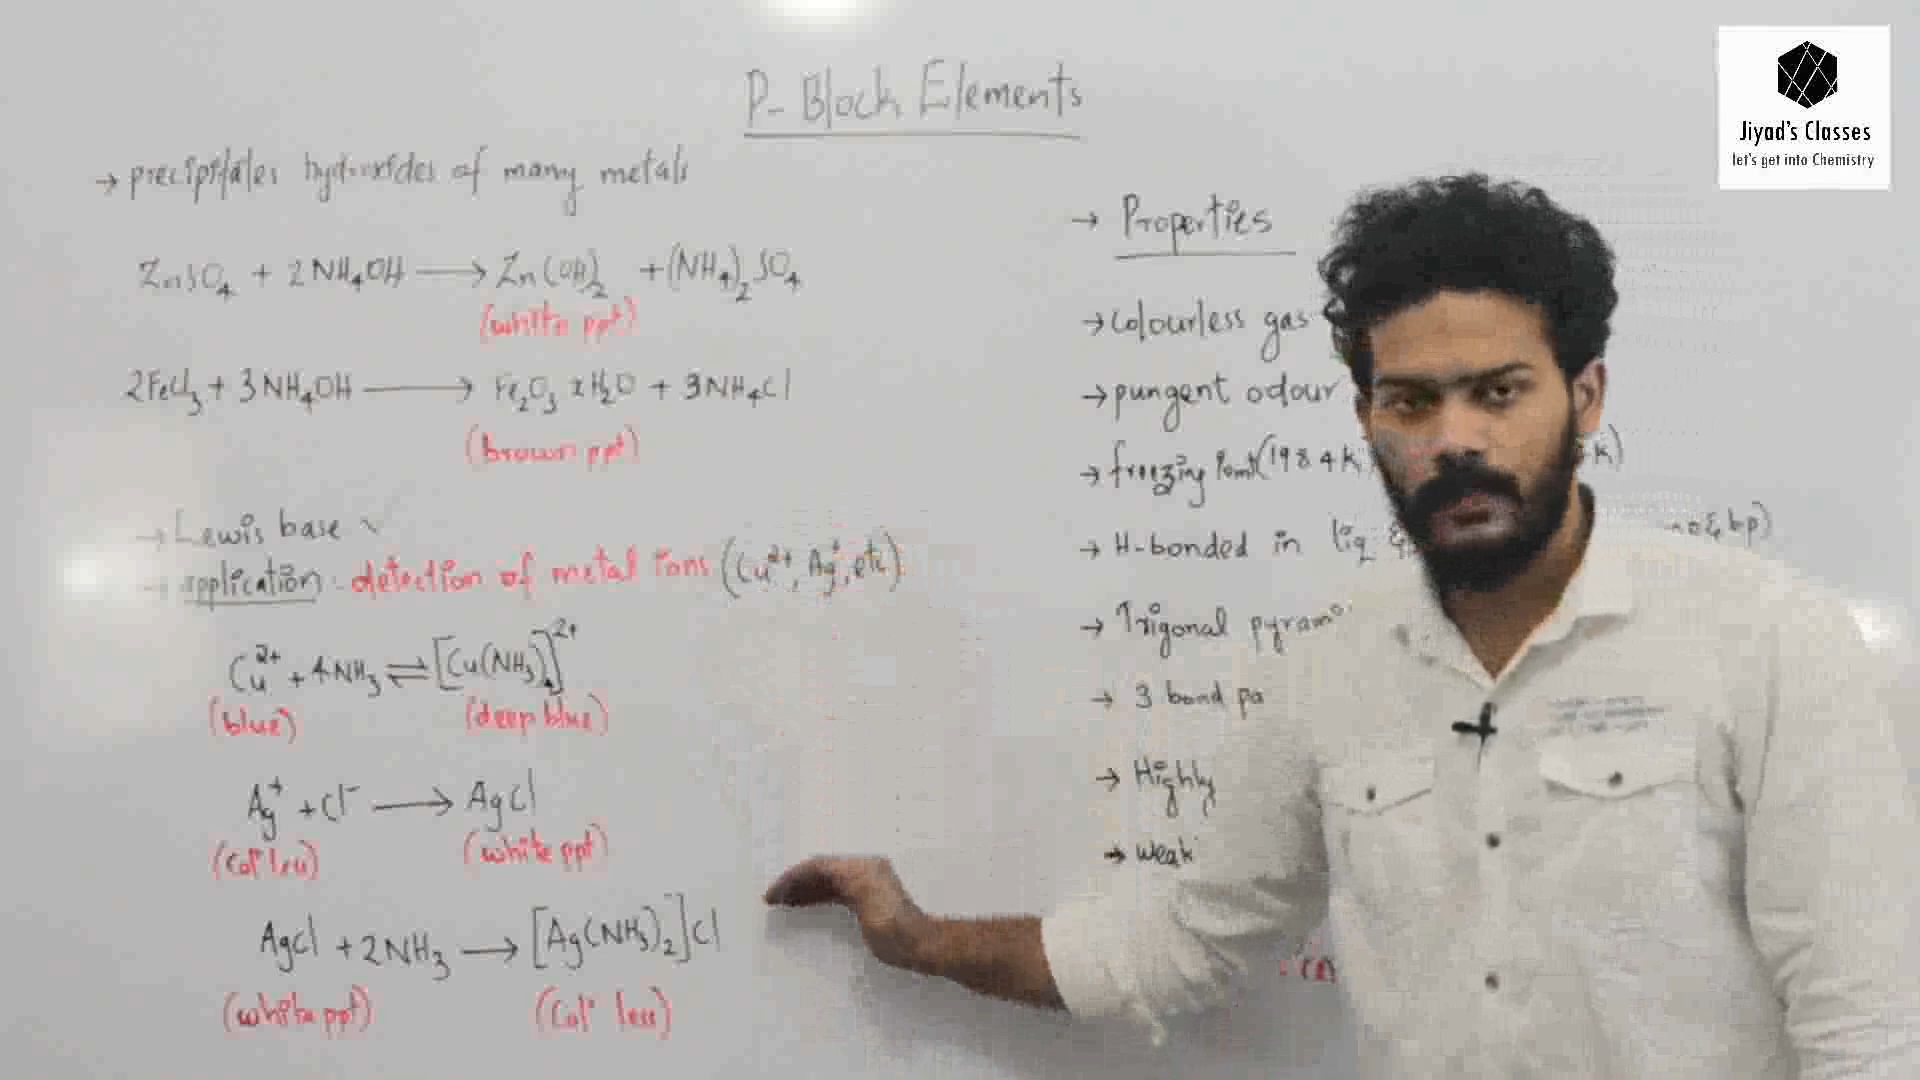 P-Block Elements
Jiyad's Classes
let's get into Chemistry
→ precipitates hydroxides of many metals
ZnSO₄ + 2NH₄OH ⟶ Zn(OH)₂ + (NH₄)₂SO₄
(white ppt)
2FeCl₃ + 3NH₄OH ⟶ Fe₂O₃ xH₂O + 3NH₄Cl
(brown ppt)
→ Lewis base
→ application: detection of metal ions (Cu²⁺, Ag⁺, etc)
Cu²⁺ + 4NH₃ ⇌ [Cu(NH₃)₄]²⁺
(blue) (deep blue)
Ag⁺ + Cl⁻ ⟶ AgCl
(Colʳ less) (white ppt)
AgCl + 2NH₃ ⟶ [Ag(NH₃)₂]Cl
(white ppt) (Colʳ less)
→ Properties
→ Colourless gas
→ pungent odour
→ freezing point (198.4K K)
→ H-bonded in liq & bp)
→ Trigonal pyram
→ 3 bond pa
→ Highly
→ weak